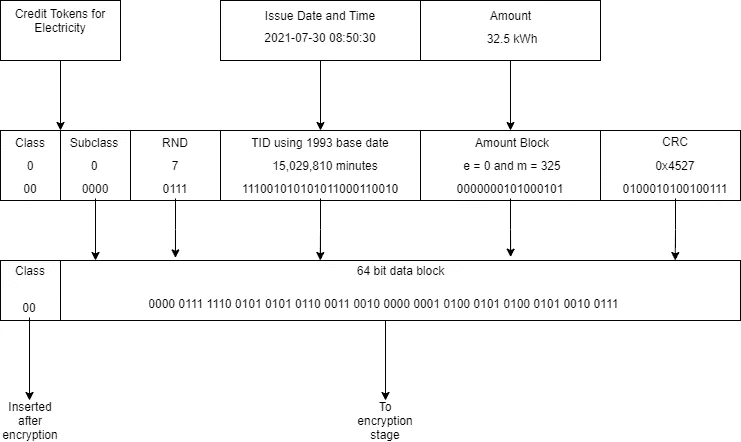 Credit Tokens for
Electricity
Issue Date and Time
2021-07-30 08:50:30
Amount
32.5 kWh
Class
0
00
Subclass
0
0000
RND
7
0111
TID using 1993 base date
15,029,810 minutes
111001010101011000110010
Amount Block
e = 0 and m = 325
0000000101000101
CRC
0x4527
0100010100100111
Class
00
64 bit data block
0000 0111 1110 0101 0101 0110 0011 0010 0000 0001 0100 0101 0100 0101 0010 0111
Inserted
after
encryption
To
encryption
stage